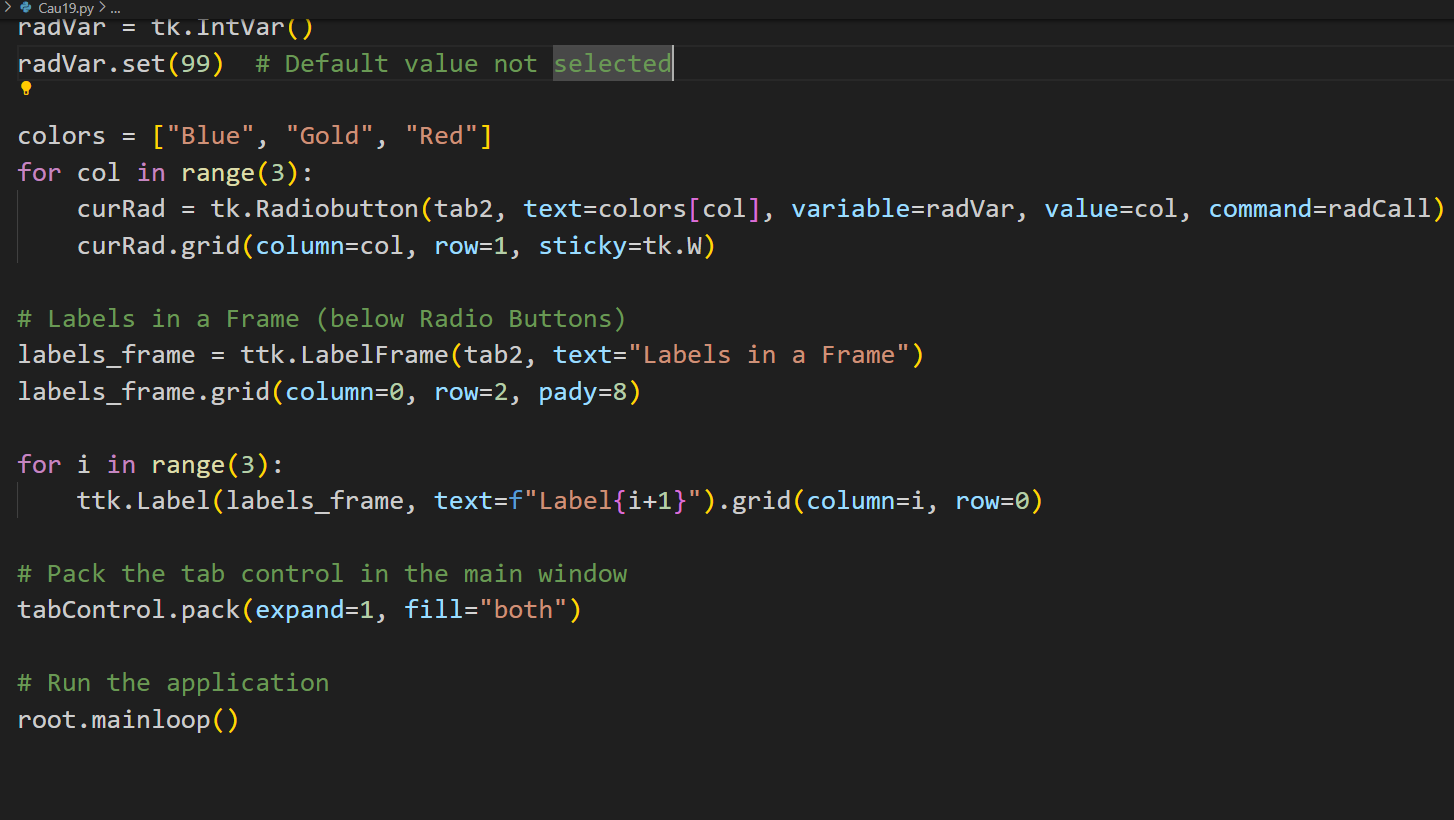 Cau19.py > ...
radVar = tk.IntVar()
radVar.set(99)  # Default value not selected
colors = ["Blue", "Gold", "Red"]
for col in range(3):
    curRad = tk.Radiobutton(tab2, text=colors[col], variable=radVar, value=col, command=radCall)
    curRad.grid(column=col, row=1, sticky=tk.W)
# Labels in a Frame (below Radio Buttons)
labels_frame = ttk.LabelFrame(tab2, text="Labels in a Frame")
labels_frame.grid(column=0, row=2, pady=8)
for i in range(3):
    ttk.Label(labels_frame, text=f"Label{i+1}").grid(column=i, row=0)
# Pack the tab control in the main window
tabControl.pack(expand=1, fill="both")
# Run the application
root.mainloop()